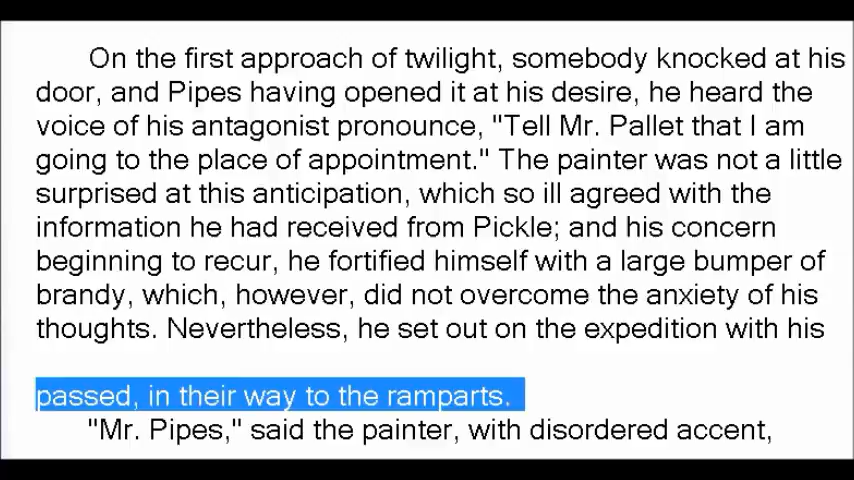 On the first approach of twilight, somebody knocked at his
door, and Pipes having opened it at his desire, he heard the
voice of his antagonist pronounce, "Tell Mr. Pallet that I am
going to the place of appointment." The painter was not a little
surprised at this anticipation, which so ill agreed with the
information he had received from Pickle; and his concern
beginning to recur, he fortified himself with a large bumper of
brandy, which, however, did not overcome the anxiety of his
thoughts. Nevertheless, he set out on the expedition with his
passed, in their way to the ramparts.
"Mr. Pipes," said the painter, with disordered accent,